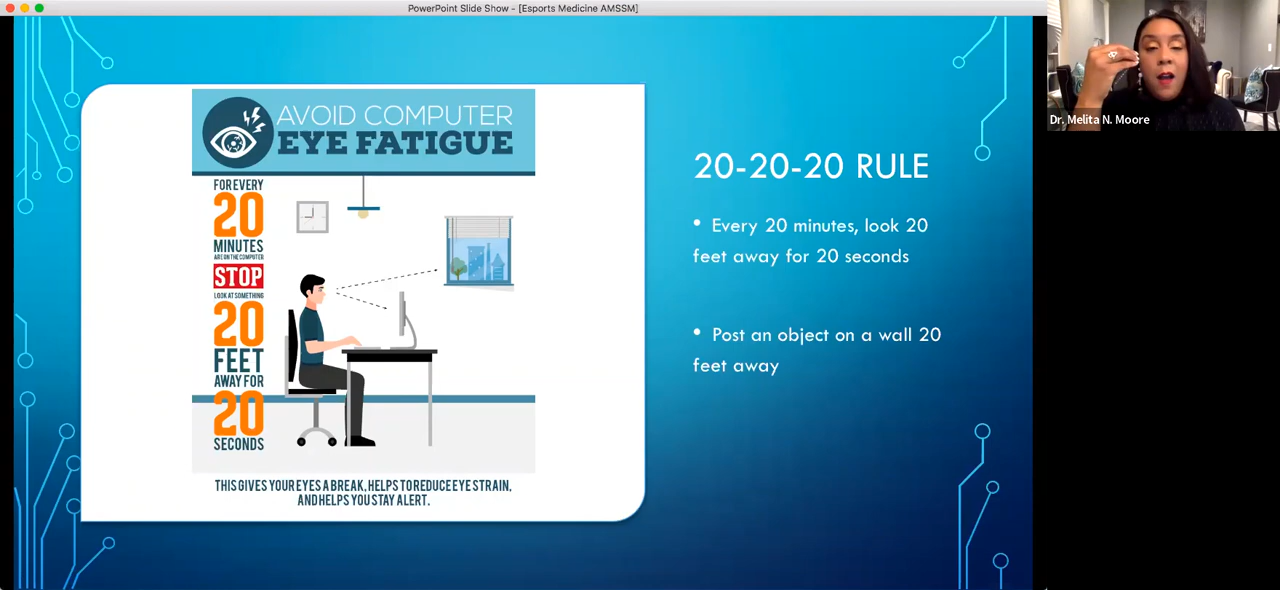 PowerPoint Slide Show - [Esports Medicine AMSSM]
AVOID COMPUTER
EYE FATIGUE
FOR EVERY
20
MINUTES
ARE ON THE COMPUTER
STOP
LOOK AT SOMETHING
20
FEET
AWAY FOR
20
SECONDS
THIS GIVES YOUR EYES A BREAK, HELPS TO REDUCE EYE STRAIN,
AND HELPS YOU STAY ALERT.
20-20-20 RULE
• Every 20 minutes, look 20
feet away for 20 seconds
• Post an object on a wall 20
feet away
Dr. Melita N. Moore